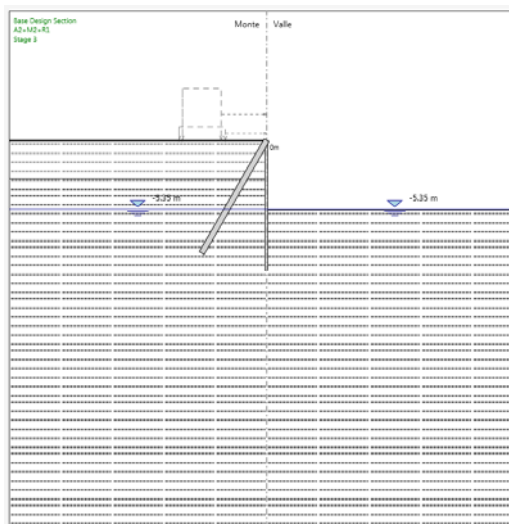 Base Design Section
A2+M2+R1
Stage 3
Monte Valle
0m
-5.35 m
-5.35 m